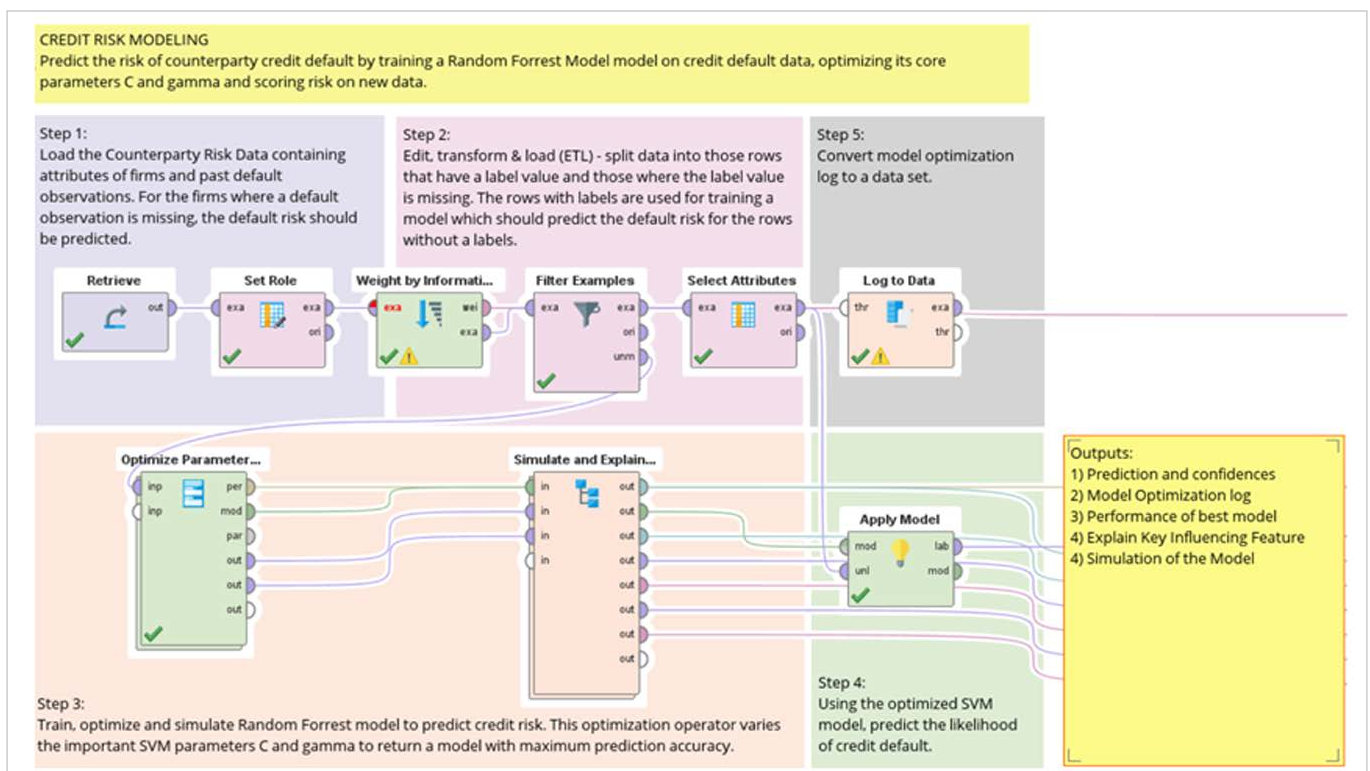 CREDIT RISK MODELING
Predict the risk of counterparty credit default by training a Random Forrest Model model on credit default data, optimizing its core
parameters C and gamma and scoring risk on new data.
Step 1:
Load the Counterparty Risk Data containing
attributes of firms and past default
observations. For the firms where a default
observation is missing, the default risk should
be predicted.
Step 2:
Edit, transform & load (ETL) - split data into those rows
that have a label value and those where the label value
is missing. The rows with labels are used for training a
model which should predict the default risk for the rows
without a labels.
Step 5:
Convert model optimization
log to a data set.
Retrieve
out
Set Role
exa exa
ori
Weight by Informati...
exa wei
exa
Filter Examples
exa exa
ori
unm
Select Attributes
exa exa
ori
Log to Data
thr exa
thr
Optimize Parameter...
inp per
inp mod
par
out
out
out
Simulate and Explain...
in out
in out
in out
in out
out
out
out
out
Apply Model
mod lab
unl mod
Outputs:
1) Prediction and confidences
2) Model Optimization log
3) Performance of best model
4) Explain Key Influencing Feature
4) Simulation of the Model
Step 3:
Train, optimize and simulate Random Forrest model to predict credit risk. This optimization operator varies
the important SVM parameters C and gamma to return a model with maximum prediction accuracy.
Step 4:
Using the optimized SVM
model, predict the likelihood
of credit default.